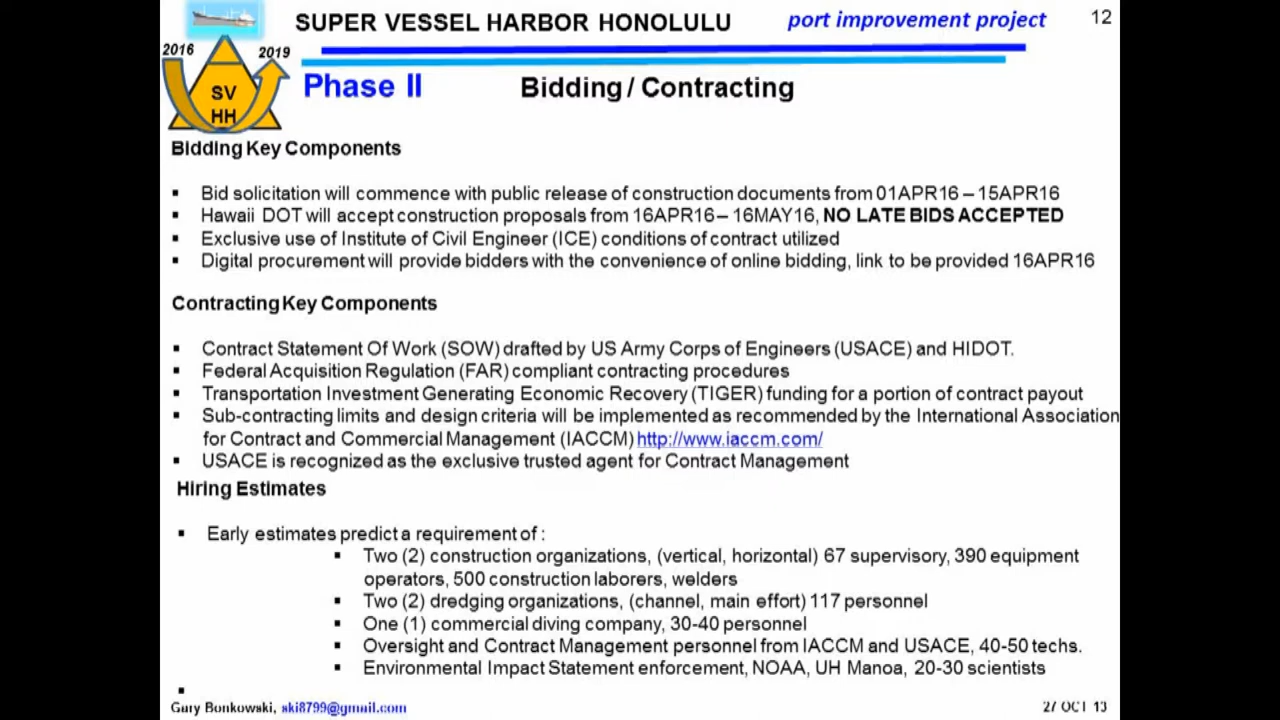 SUPER VESSEL HARBOR HONOLULU port improvement project 12
2016 2019
SV
HH
Phase II Bidding / Contracting
Bidding Key Components
▪ Bid solicitation will commence with public release of construction documents from 01APR16 – 15APR16
▪ Hawaii DOT will accept construction proposals from 16APR16 – 16MAY16, NO LATE BIDS ACCEPTED
▪ Exclusive use of Institute of Civil Engineer (ICE) conditions of contract utilized
▪ Digital procurement will provide bidders with the convenience of online bidding, link to be provided 16APR16
Contracting Key Components
▪ Contract Statement Of Work (SOW) drafted by US Army Corps of Engineers (USACE) and HIDOT.
▪ Federal Acquisition Regulation (FAR) compliant contracting procedures
▪ Transportation Investment Generating Economic Recovery (TIGER) funding for a portion of contract payout
▪ Sub-contracting limits and design criteria will be implemented as recommended by the International Association
for Contract and Commercial Management (IACCM) http://www.iaccm.com/
▪ USACE is recognized as the exclusive trusted agent for Contract Management
Hiring Estimates
▪ Early estimates predict a requirement of :
▪ Two (2) construction organizations, (vertical, horizontal) 67 supervisory, 390 equipment
operators, 500 construction laborers, welders
▪ Two (2) dredging organizations, (channel, main effort) 117 personnel
▪ One (1) commercial diving company, 30-40 personnel
▪ Oversight and Contract Management personnel from IACCM and USACE, 40-50 techs.
▪ Environmental Impact Statement enforcement, NOAA, UH Manoa, 20-30 scientists
▪
Gary Bonkowski, ski8799@gmail.com 27 OCT 13